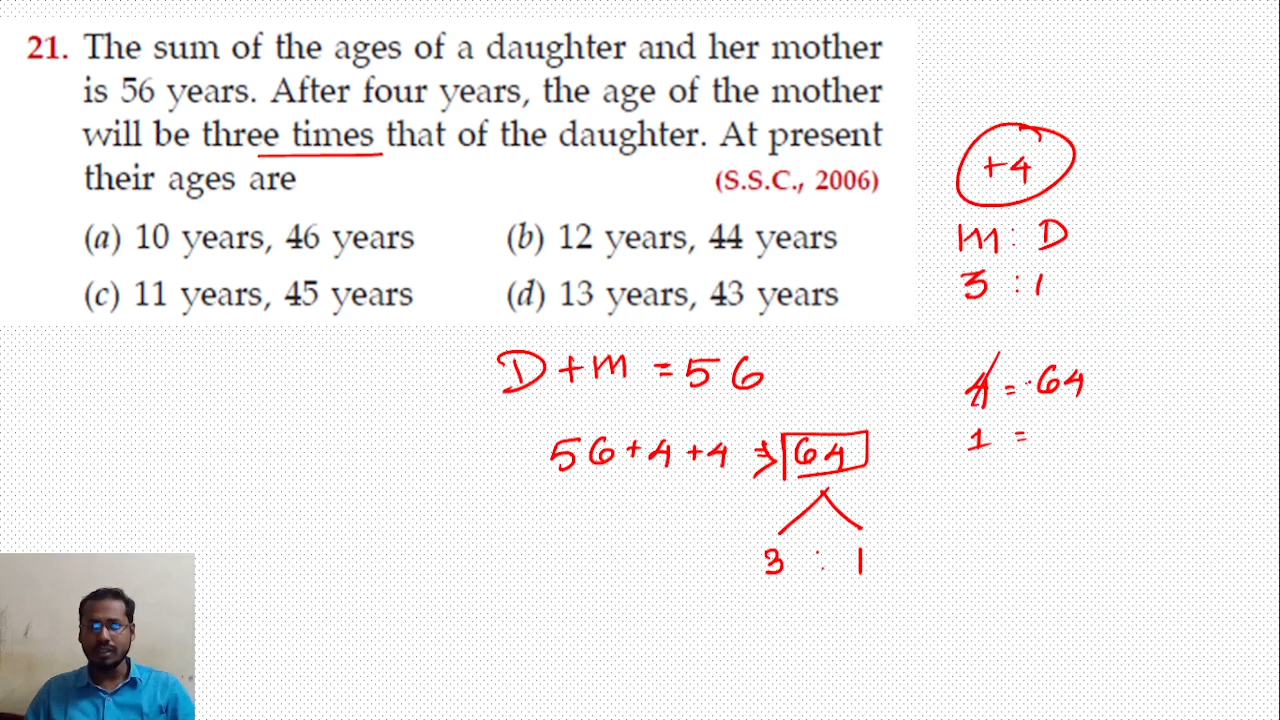 21. The sum of the ages of a daughter and her mother
is 56 years. After four years, the age of the mother
will be three times that of the daughter. At present
their ages are (S.S.C., 2006)
(a) 10 years, 46 years (b) 12 years, 44 years
(c) 11 years, 45 years (d) 13 years, 43 years
+4
m : D
3 : 1
D + m = 56
4 = 64
56 + 4 + 4 ⇒ 64
1 =
3 : 1